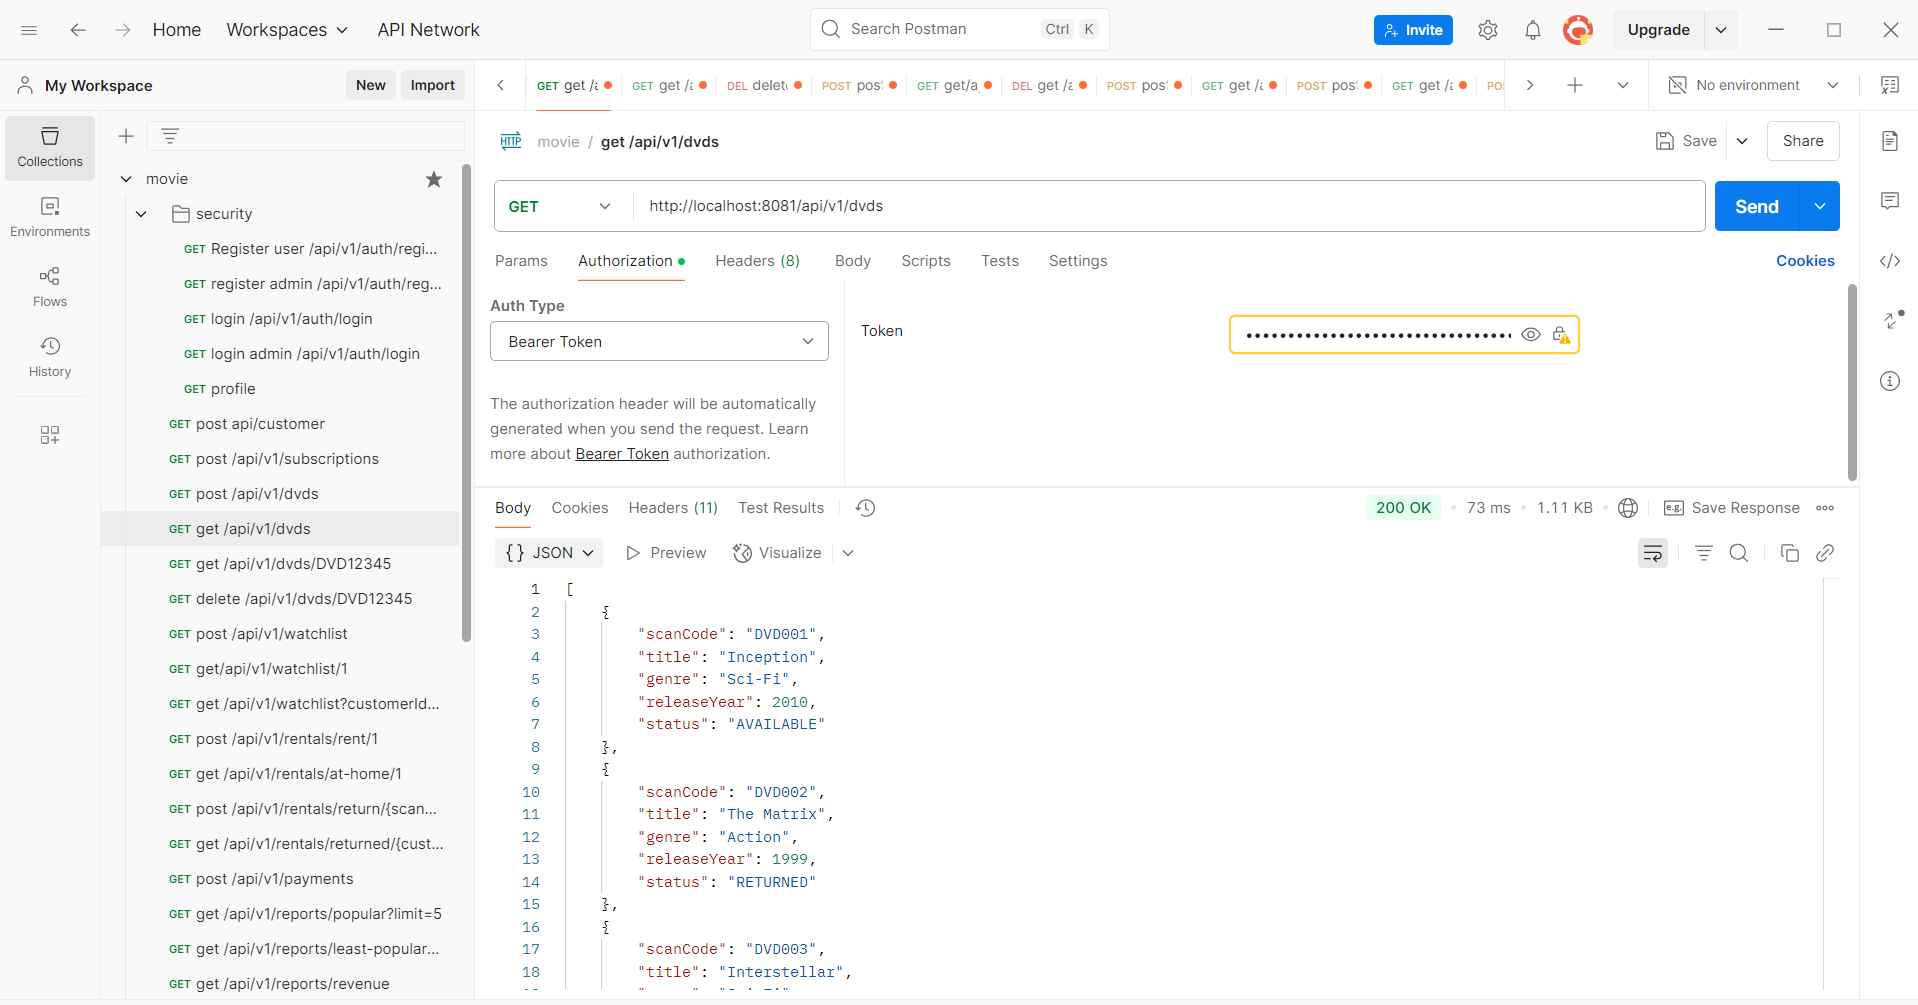 Home Workspaces API Network Search Postman Ctrl K Invite Upgrade
My Workspace New Import
GET get /a GET get /a DEL delete POST pos GET get/a DEL get /a POST pos GET get /a POST pos GET get /a PO No environment
Collections
Environments
Flows
History
movie
security
GET Register user /api/v1/auth/regi...
GET register admin /api/v1/auth/reg...
GET login /api/v1/auth/login
GET login admin /api/v1/auth/login
GET profile
GET post api/customer
GET post /api/v1/subscriptions
GET post /api/v1/dvds
GET get /api/v1/dvds
GET get /api/v1/dvds/DVD12345
GET delete /api/v1/dvds/DVD12345
GET post /api/v1/watchlist
GET get/api/v1/watchlist/1
GET get /api/v1/watchlist?customerId...
GET post /api/v1/rentals/rent/1
GET get /api/v1/rentals/at-home/1
GET post /api/v1/rentals/return/{scan...
GET get /api/v1/rentals/returned/{cust...
GET post /api/v1/payments
GET get /api/v1/reports/popular?limit=5
GET get /api/v1/reports/least-popular...
GET get /api/v1/reports/revenue
HTTP movie / get /api/v1/dvds Save Share
GET http://localhost:8081/api/v1/dvds Send
Params Authorization Headers (8) Body Scripts Tests Settings Cookies
Auth Type
Bearer Token
The authorization header will be automatically
generated when you send the request. Learn
more about Bearer Token authorization.
Token
Body Cookies Headers (11) Test Results 200 OK 73 ms 1.11 KB e.g. Save Response
{} JSON Preview Visualize
1 [
2 {
3 "scanCode": "DVD001",
4 "title": "Inception",
5 "genre": "Sci-Fi",
6 "releaseYear": 2010,
7 "status": "AVAILABLE"
8 },
9 {
10 "scanCode": "DVD002",
11 "title": "The Matrix",
12 "genre": "Action",
13 "releaseYear": 1999,
14 "status": "RETURNED"
15 },
16 {
17 "scanCode": "DVD003",
18 "title": "Interstellar",